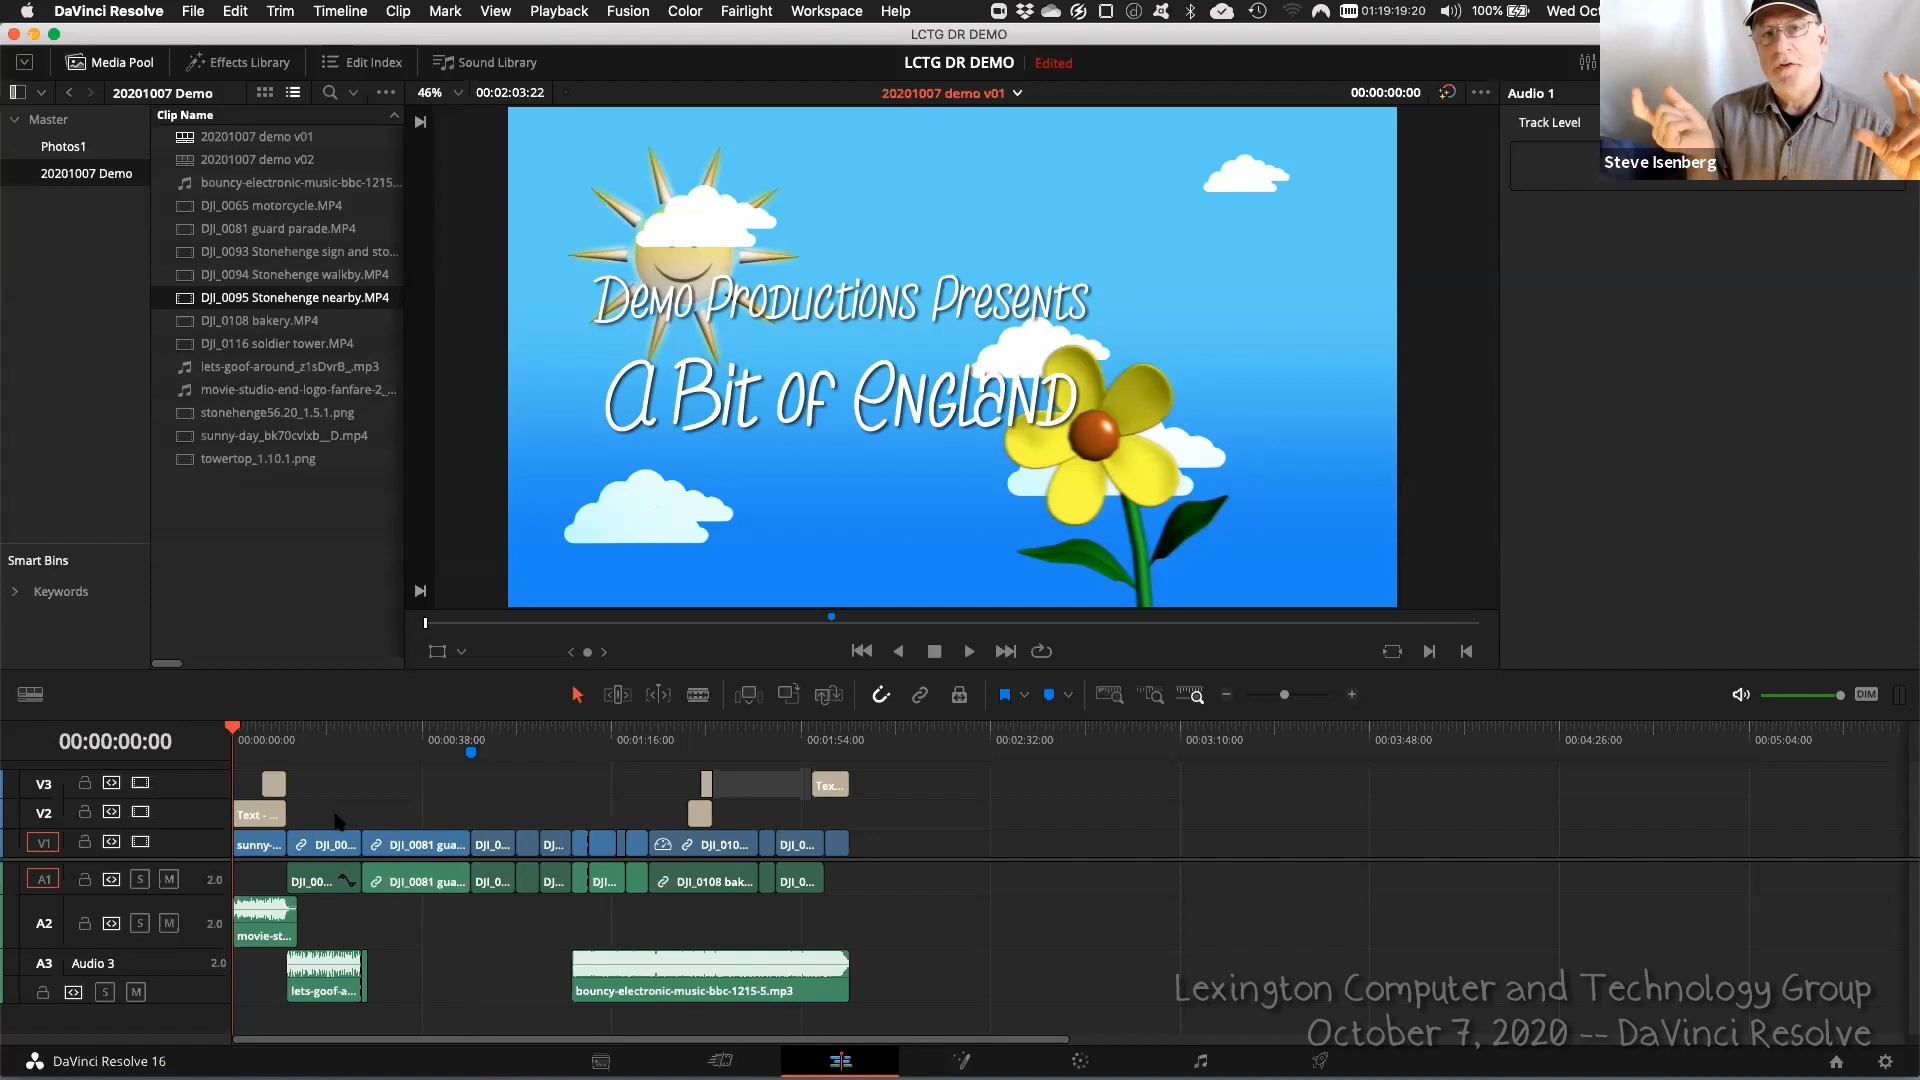 DaVinci Resolve File Edit Trim Timeline Clip Mark View Playback Fusion Color Fairlight Workspace Help 01:19:19:20 100% Wed Oct
LCTG DR DEMO
Media Pool Effects Library Edit Index Sound Library LCTG DR DEMO Edited
20201007 Demo 46% 00:02:03:22 20201007 demo v01 00:00:00:00 Audio 1
Master
Photos1
20201007 Demo
Clip Name
20201007 demo v01
20201007 demo v02
bouncy-electronic-music-bbc-1215...
DJI_0065 motorcycle.MP4
DJI_0081 guard parade.MP4
DJI_0093 Stonehenge sign and sto...
DJI_0094 Stonehenge walkby.MP4
DJI_0095 Stonehenge nearby.MP4
DJI_0108 bakery.MP4
DJI_0116 soldier tower.MP4
lets-goof-around_z1sDvrB_.mp3
movie-studio-end-logo-fanfare-2_...
stonehenge56.20_1.5.1.png
sunny-day_bk70cvlxb__D.mp4
towertop_1.10.1.png
Smart Bins
Keywords
Demo Productions Presents
A Bit of England
Track Level
Steve Isenberg
DIM
00:00:00:00 00:00:00:00 00:00:38:00 00:01:16:00 00:01:54:00 00:02:32:00 00:03:10:00 00:03:48:00 00:04:26:00 00:05:04:00
V3 Tex...
V2 Text - ...
V1 sunny-... DJI_00... DJI_0081 gua... DJI_0... DJ... DJI_010... DJI_0...
A1 S M 2.0 DJI_00... DJI_0081 gua... DJI_0... DJ... DJI... DJI_0108 bak... DJI_0...
A2 S M 2.0 movie-st...
A3 Audio 3 2.0
S M lets-goof-a... bouncy-electronic-music-bbc-1215-5.mp3
Lexington Computer and Technology Group
October 7, 2020 -- DaVinci Resolve
DaVinci Resolve 16